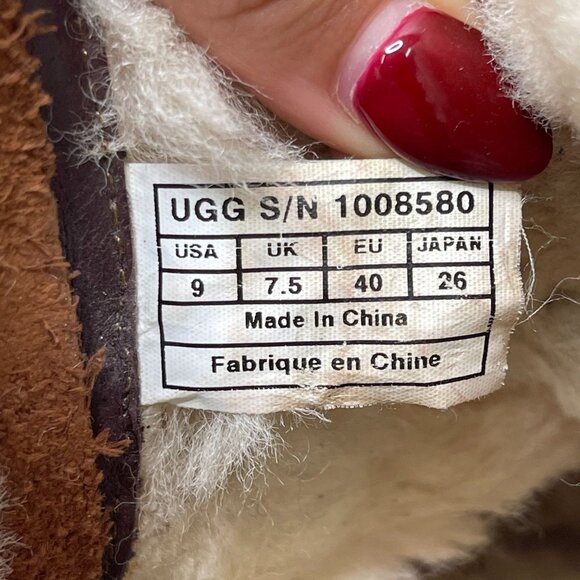 UGG S/N 1008580
USA UK EU JAPAN
9 7.5 40 26
Made In China
Fabrique en Chine